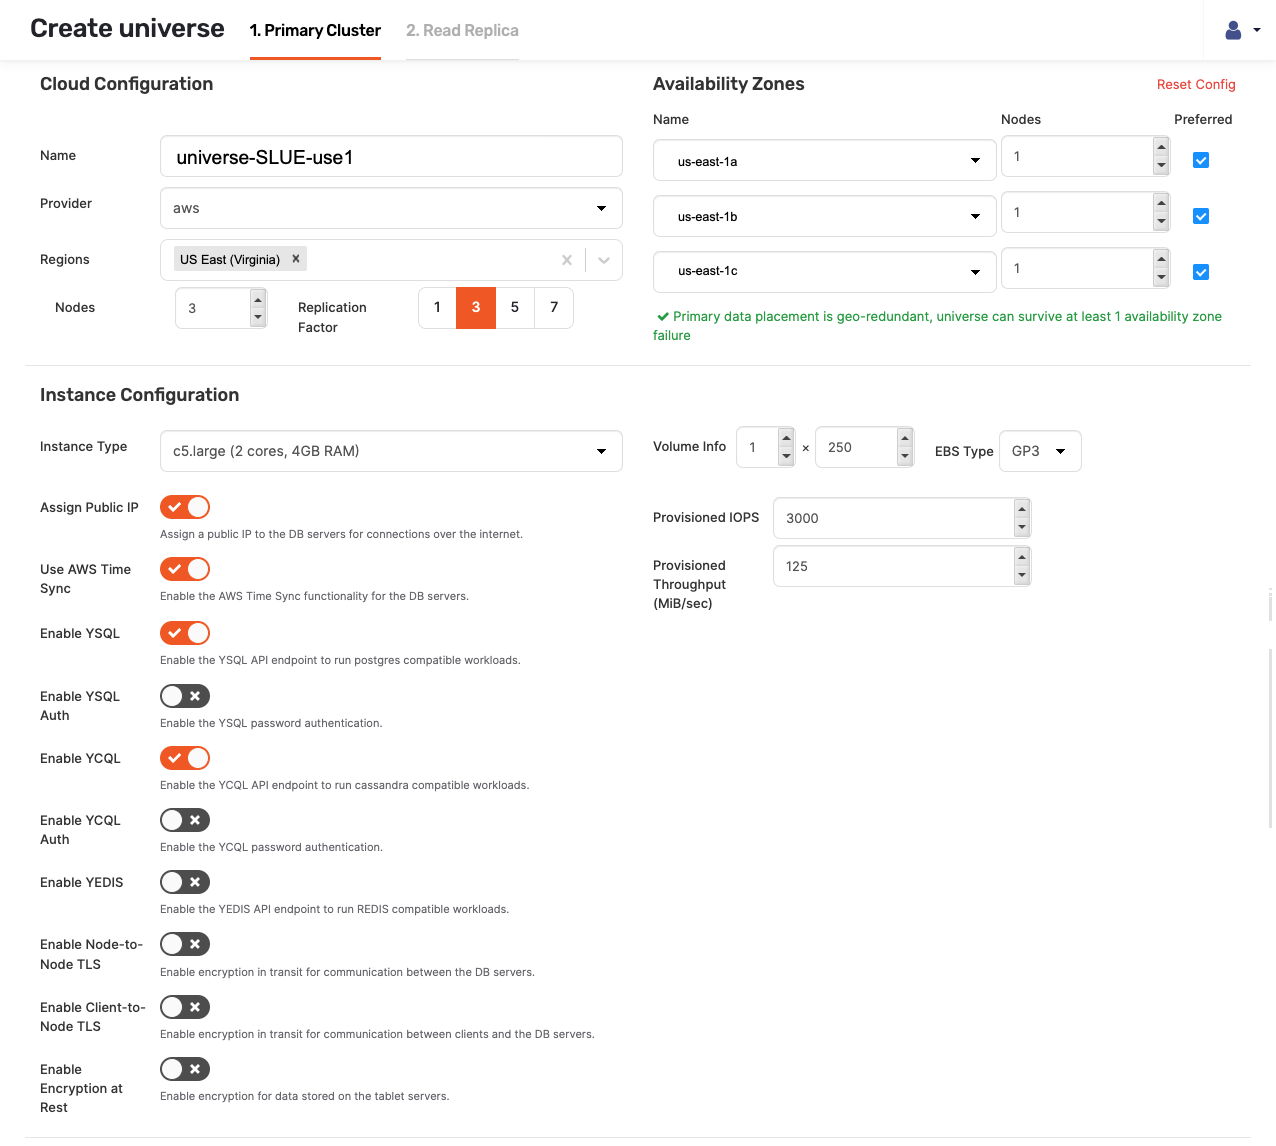 Create universe
1. Primary Cluster
2. Read Replica
Cloud Configuration
Name
universe-SLUE-use1
Provider
aws
Regions
US East (Virginia) x
Nodes
3
Replication
Factor
1 3 5 7
Availability Zones
Reset Config
Name Nodes Preferred
us-east-1a 1
us-east-1b 1
us-east-1c 1
Primary data placement is geo-redundant, universe can survive at least 1 availability zone
failure
Instance Configuration
Instance Type
c5.large (2 cores, 4GB RAM)
Volume Info 1 × 250
EBS Type GP3
Provisioned IOPS 3000
Provisioned
Throughput
(MiB/sec)
125
Assign Public IP
Assign a public IP to the DB servers for connections over the internet.
Use AWS Time
Sync
Enable the AWS Time Sync functionality for the DB servers.
Enable YSQL
Enable the YSQL API endpoint to run postgres compatible workloads.
Enable YSQL
Auth
Enable the YSQL password authentication.
Enable YCQL
Enable the YCQL API endpoint to run cassandra compatible workloads.
Enable YCQL
Auth
Enable the YCQL password authentication.
Enable YEDIS
Enable the YEDIS API endpoint to run REDIS compatible workloads.
Enable Node-to-
Node TLS
Enable encryption in transit for communication between the DB servers.
Enable Client-to-
Node TLS
Enable encryption in transit for communication between clients and the DB servers.
Enable
Encryption at
Rest
Enable encryption for data stored on the tablet servers.